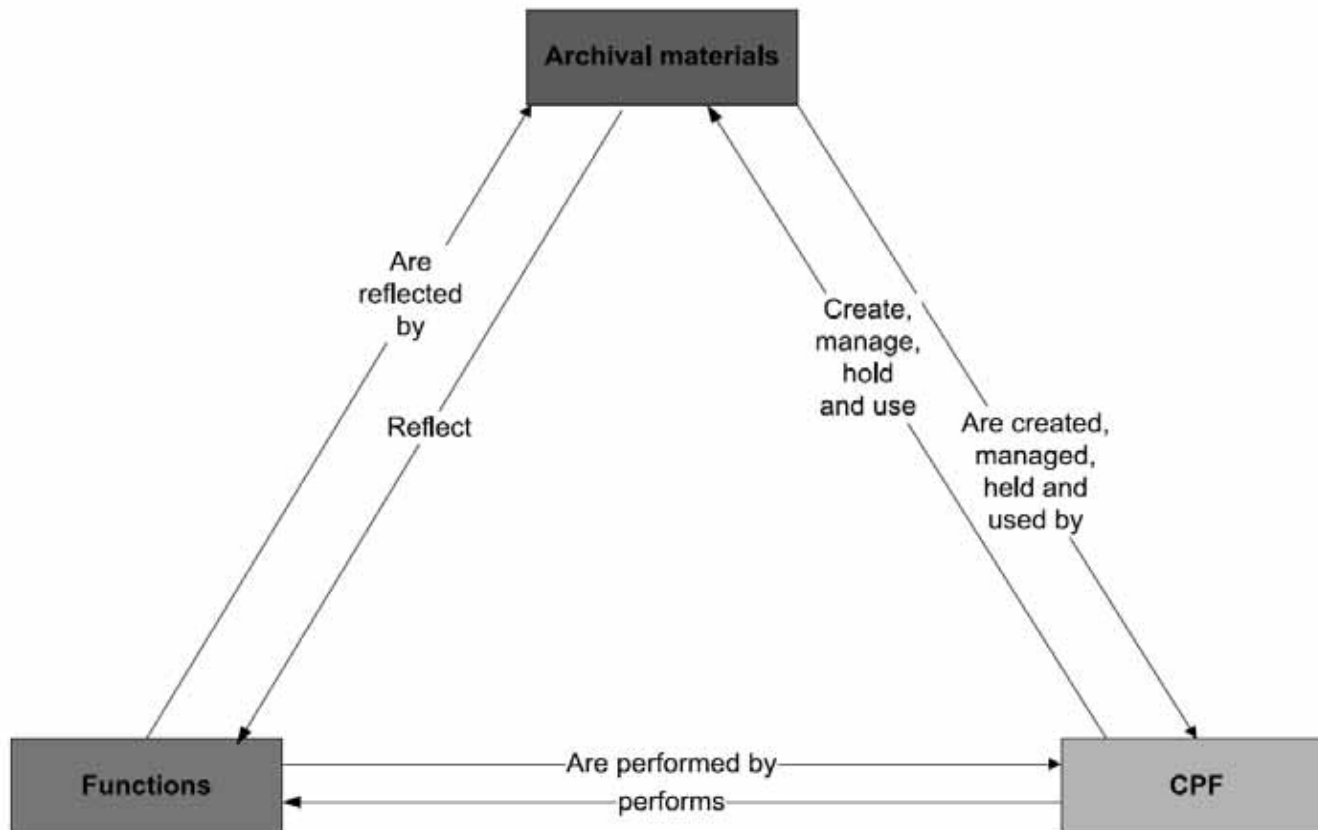 Archival materials
Are
reflected
by
Reflect
Create,
manage,
hold
and use
Are created,
managed,
held and
used by
Functions
Are performed by
performs
CPF